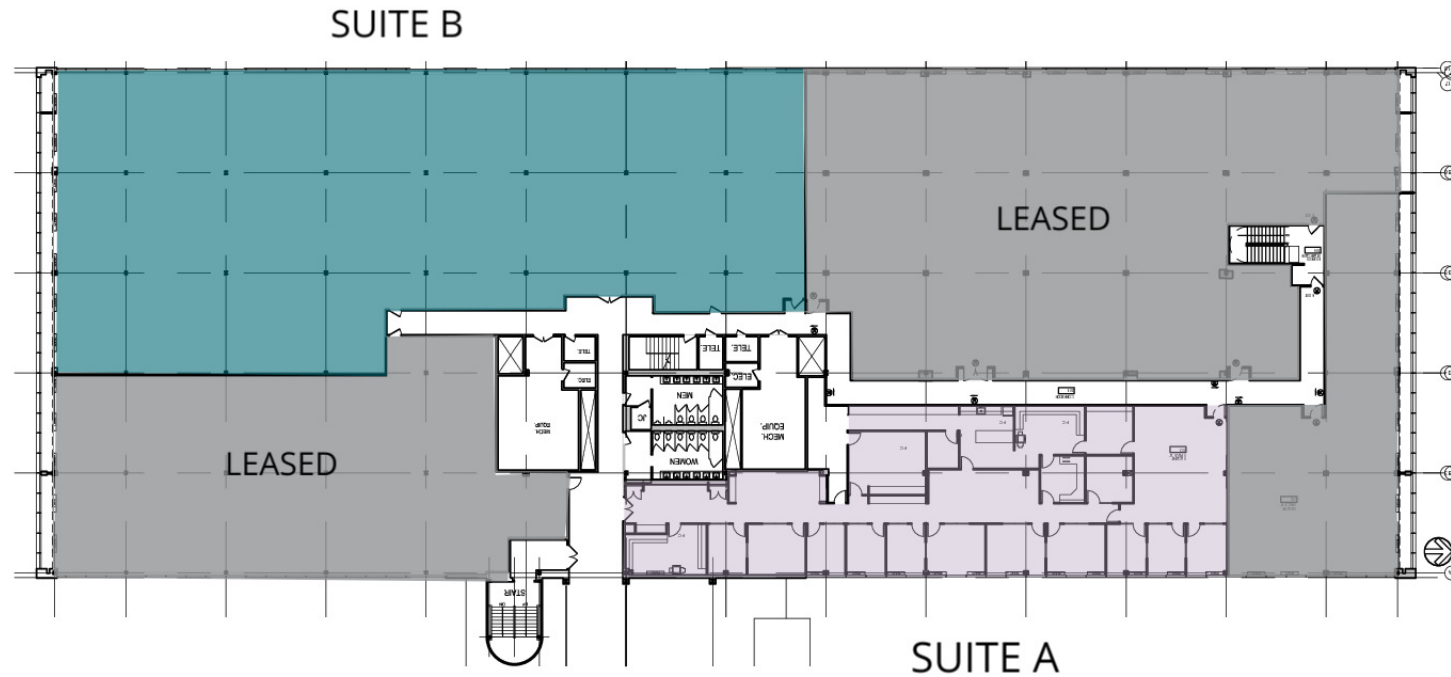 SUITE B
LEASED
TELE.
TELE.
TELE.
ELEC.
ELEC.
MEN
JC
MECH.
EQUIP.
MECH.
EQUIP.
WOMEN
LEASED
STAIR
SUITE A